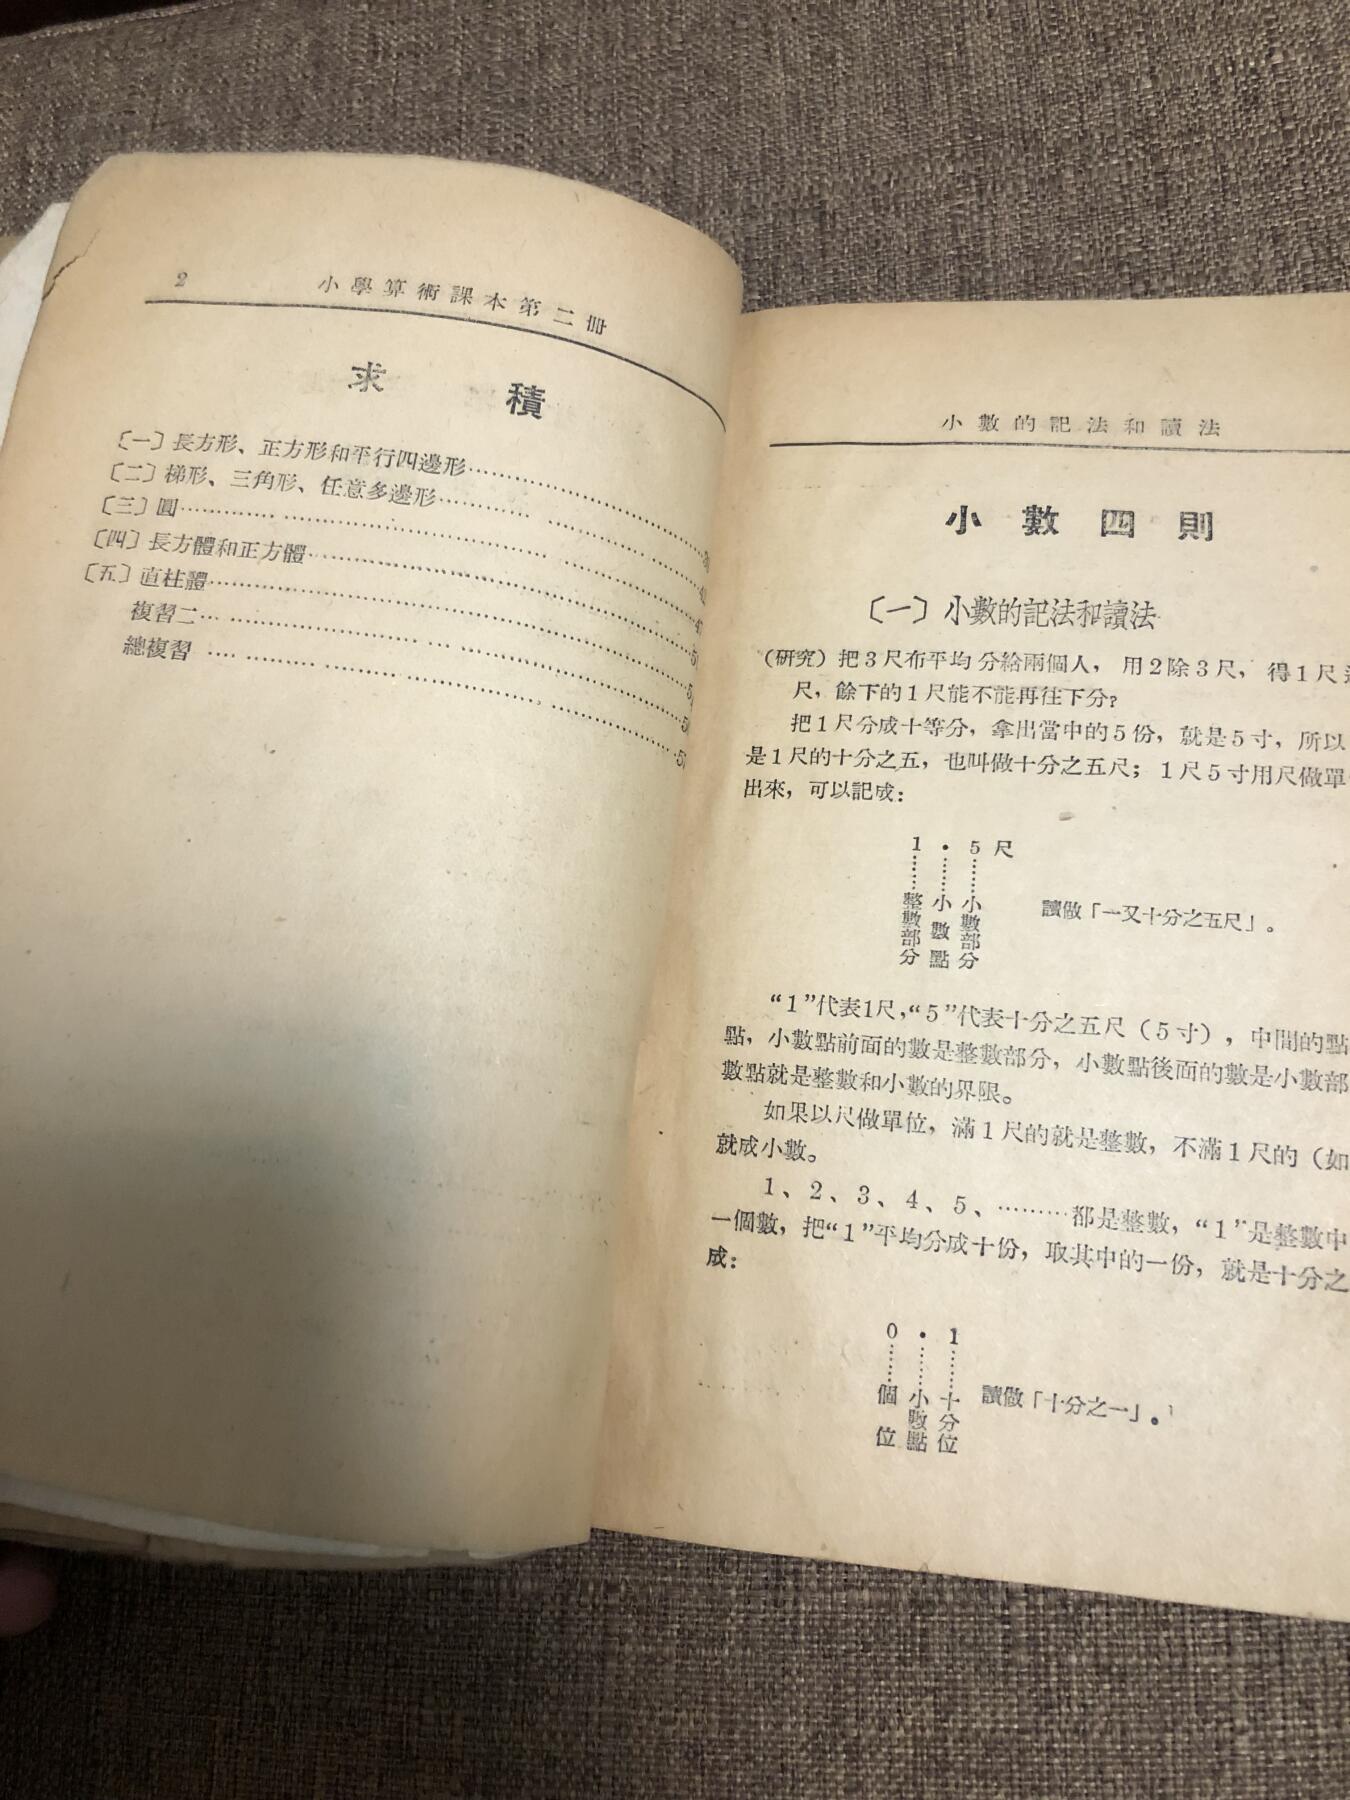 2
小學算術課本第二冊
求積
〔一〕長方形、正方形和平行四邊形
〔二〕梯形、三角形、任意多邊形
〔三〕圓
〔四〕長方體和正方體
〔五〕直柱體
複習二
總複習
小數的記法和讀法
小數四則
〔一〕小數的記法和讀法
(研究)把3尺布平均分給兩個人，用2除3尺，得1尺
尺，餘下的1尺能不能再往下分？
把1尺分成十等分，拿出當中的5份，就是5寸，所以
是1尺的十分之五，也叫做十分之五尺；1尺5寸用尺做單
出來，可以記成：
1·5尺
整數部分
小數點
小數部分
讀做「一又十分之五尺」。
“1”代表1尺，“5”代表十分之五尺（5寸），中間的點
點，小數點前面的數是整數部分，小數點後面的數是小數部
數點就是整數和小數的界限。
如果以尺做單位，滿1尺的就是整數，不滿1尺的（如
就成小數。
1、2、3、4、5、………都是整數，“1”是整數中
一個數，把“1”平均分成十份，取其中的一份，就是十分之
成：
0·1
個位
小數點
十分位
讀做「十分之一」。